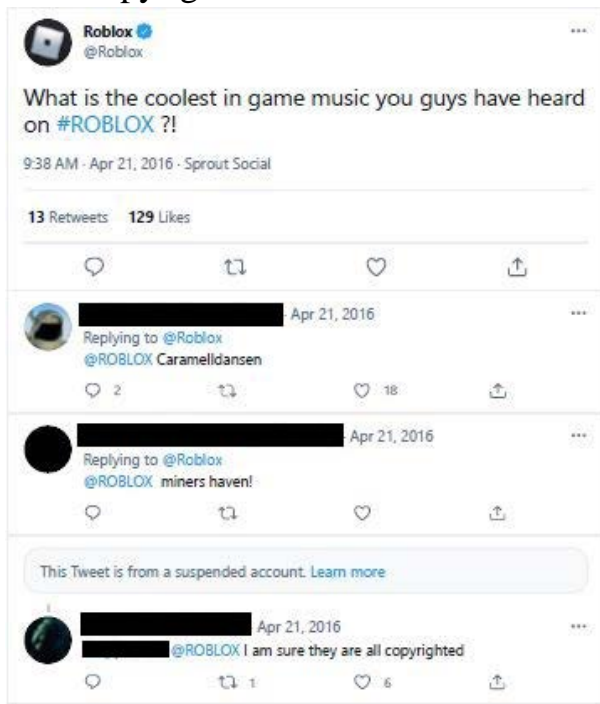 Roblox
@Roblox
What is the coolest in game music you guys have heard
on #ROBLOX ?!
9:38 AM · Apr 21, 2016 · Sprout Social
13 Retweets 129 Likes
Apr 21, 2016
Replying to @Roblox
@ROBLOX Caramelldansen
2 18
Apr 21, 2016
Replying to @Roblox
@ROBLOX miners haven!
This Tweet is from a suspended account. Learn more
Apr 21, 2016
@ROBLOX I am sure they are all copyrighted
1 6